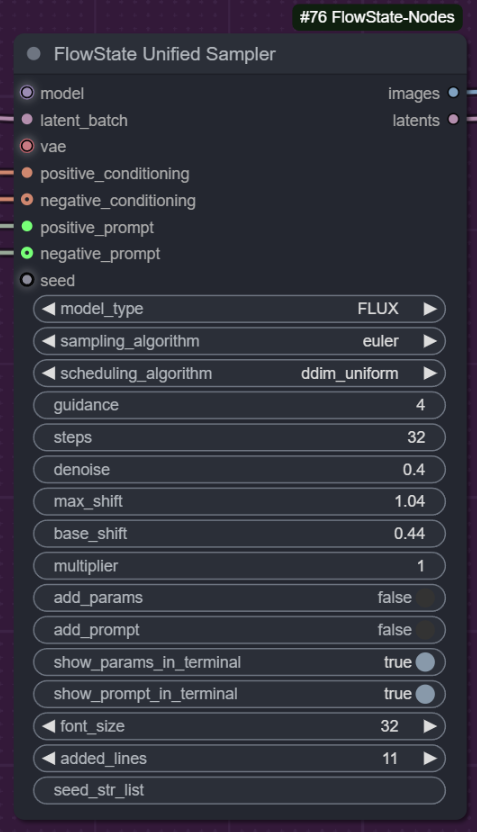 #76 FlowState-Nodes
FlowState Unified Sampler
model images
latent_batch latents
vae
positive_conditioning
negative_conditioning
positive_prompt
negative_prompt
seed
model_type FLUX
sampling_algorithm euler
scheduling_algorithm ddim_uniform
guidance 4
steps 32
denoise 0.4
max_shift 1.04
base_shift 0.44
multiplier 1
add_params false
add_prompt false
show_params_in_terminal true
show_prompt_in_terminal true
font_size 32
added_lines 11
seed_str_list